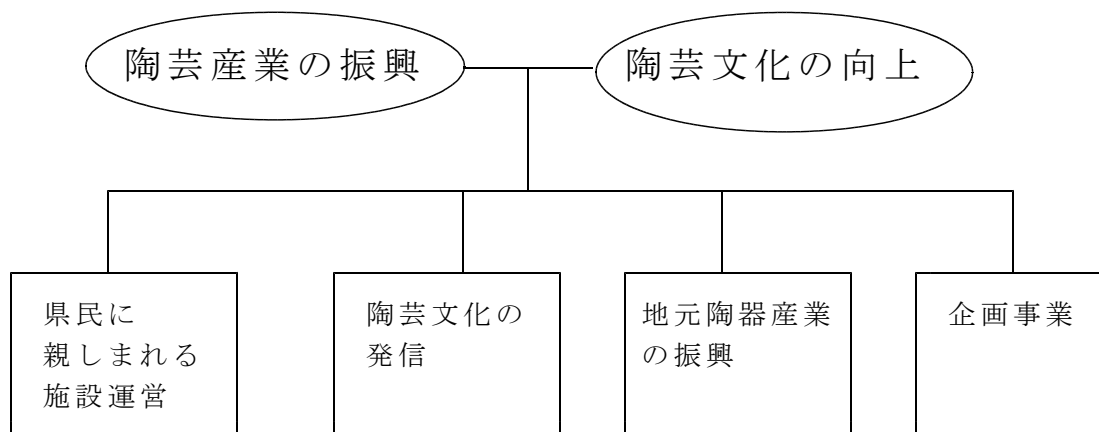 陶芸産業の振興
陶芸文化の向上
県民に
親しまれる
施設運営
陶芸文化の
発信
地元陶器産業
の振興
企画事業